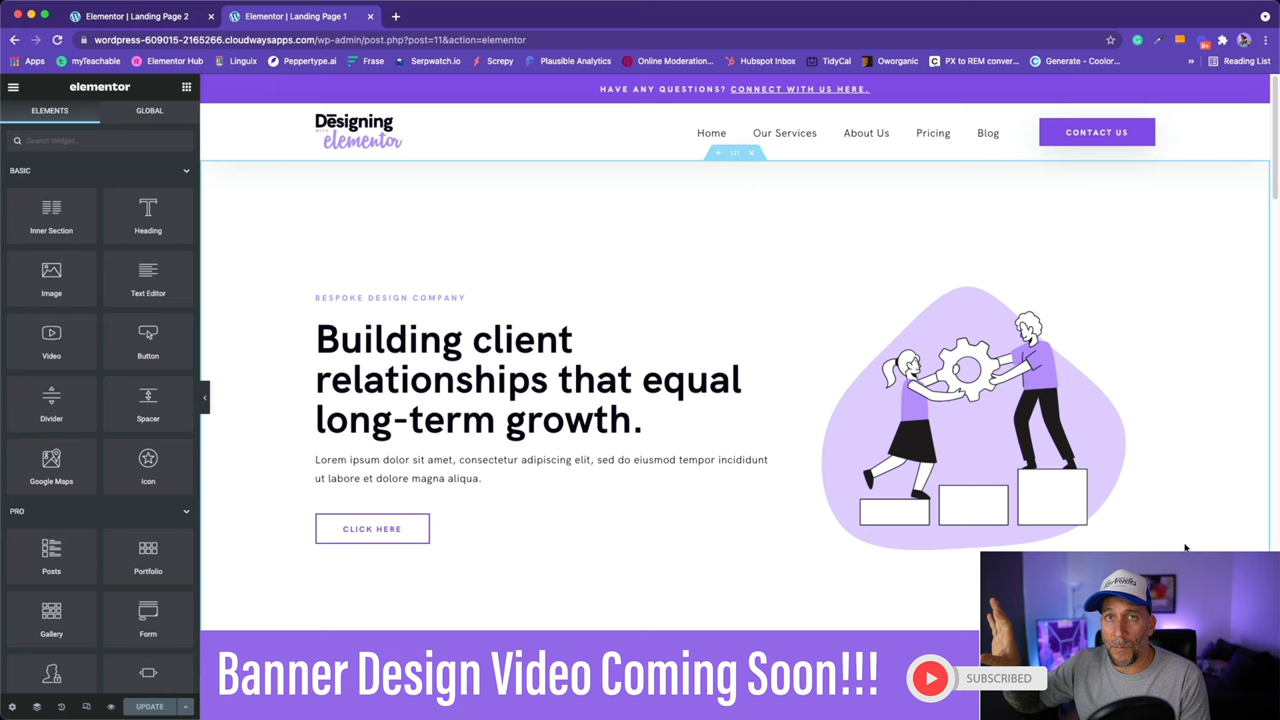 Elementor | Landing Page 2
Elementor | Landing Page 1
wordpress-609015-2165266.cloudwaysapps.com/wp-admin/post.php?post=11&action=elementor
Apps
myTeachable
Elementor Hub
Linguix
Peppertype.ai
Frase
Serpwatch.io
Screpy
Plausible Analytics
Online Moderation...
Hubspot Inbox
TidyCal
Oworganic
PX to REM conver...
Generate - Coolor...
»
Reading List
elementor
ELEMENTS
GLOBAL
Search Widget...
BASIC
Inner Section
Heading
Image
Text Editor
Video
Button
Divider
Spacer
Google Maps
Icon
PRO
Posts
Portfolio
Gallery
Form
UPDATE
HAVE ANY QUESTIONS? CONNECT WITH US HERE.
Designing
with
elementor
Home
Our Services
About Us
Pricing
Blog
CONTACT US
BESPOKE DESIGN COMPANY
Building client
relationships that equal
long-term growth.
Lorem ipsum dolor sit amet, consectetur adipiscing elit, sed do eiusmod tempor incididunt
ut labore et dolore magna aliqua.
CLICK HERE
Banner Design Video Coming Soon!!!
SUBSCRIBED
Los Angeles